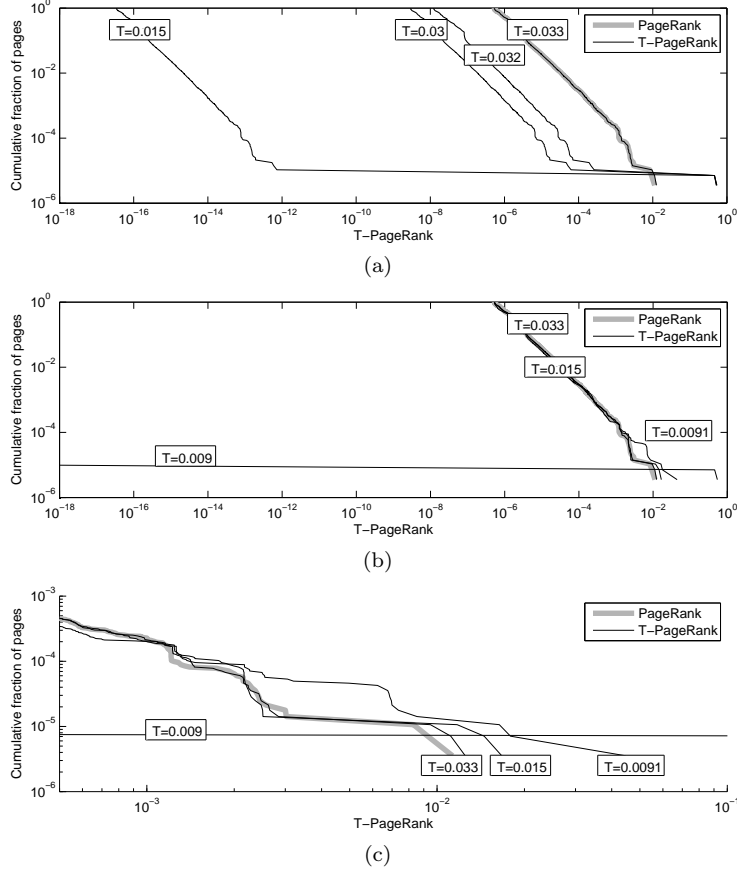 10^0
T=0.015
T=0.03
T=0.033
PageRank
T-PageRank
T=0.032
10^-2
10^-4
10^-6
Cumulative fraction of pages
10^-18 10^-16 10^-14 10^-12 10^-10 10^-8 10^-6 10^-4 10^-2 10^0
T-PageRank
(a)
10^0
T=0.033
PageRank
T-PageRank
T=0.015
10^-2
10^-4
T=0.0091
T=0.009
10^-6
Cumulative fraction of pages
10^-18 10^-16 10^-14 10^-12 10^-10 10^-8 10^-6 10^-4 10^-2 10^0
T-PageRank
(b)
10^-3
PageRank
T-PageRank
10^-4
10^-5
T=0.009
T=0.033
T=0.015
T=0.0091
10^-6
Cumulative fraction of pages
10^-3 10^-2 10^-1
T-PageRank
(c)